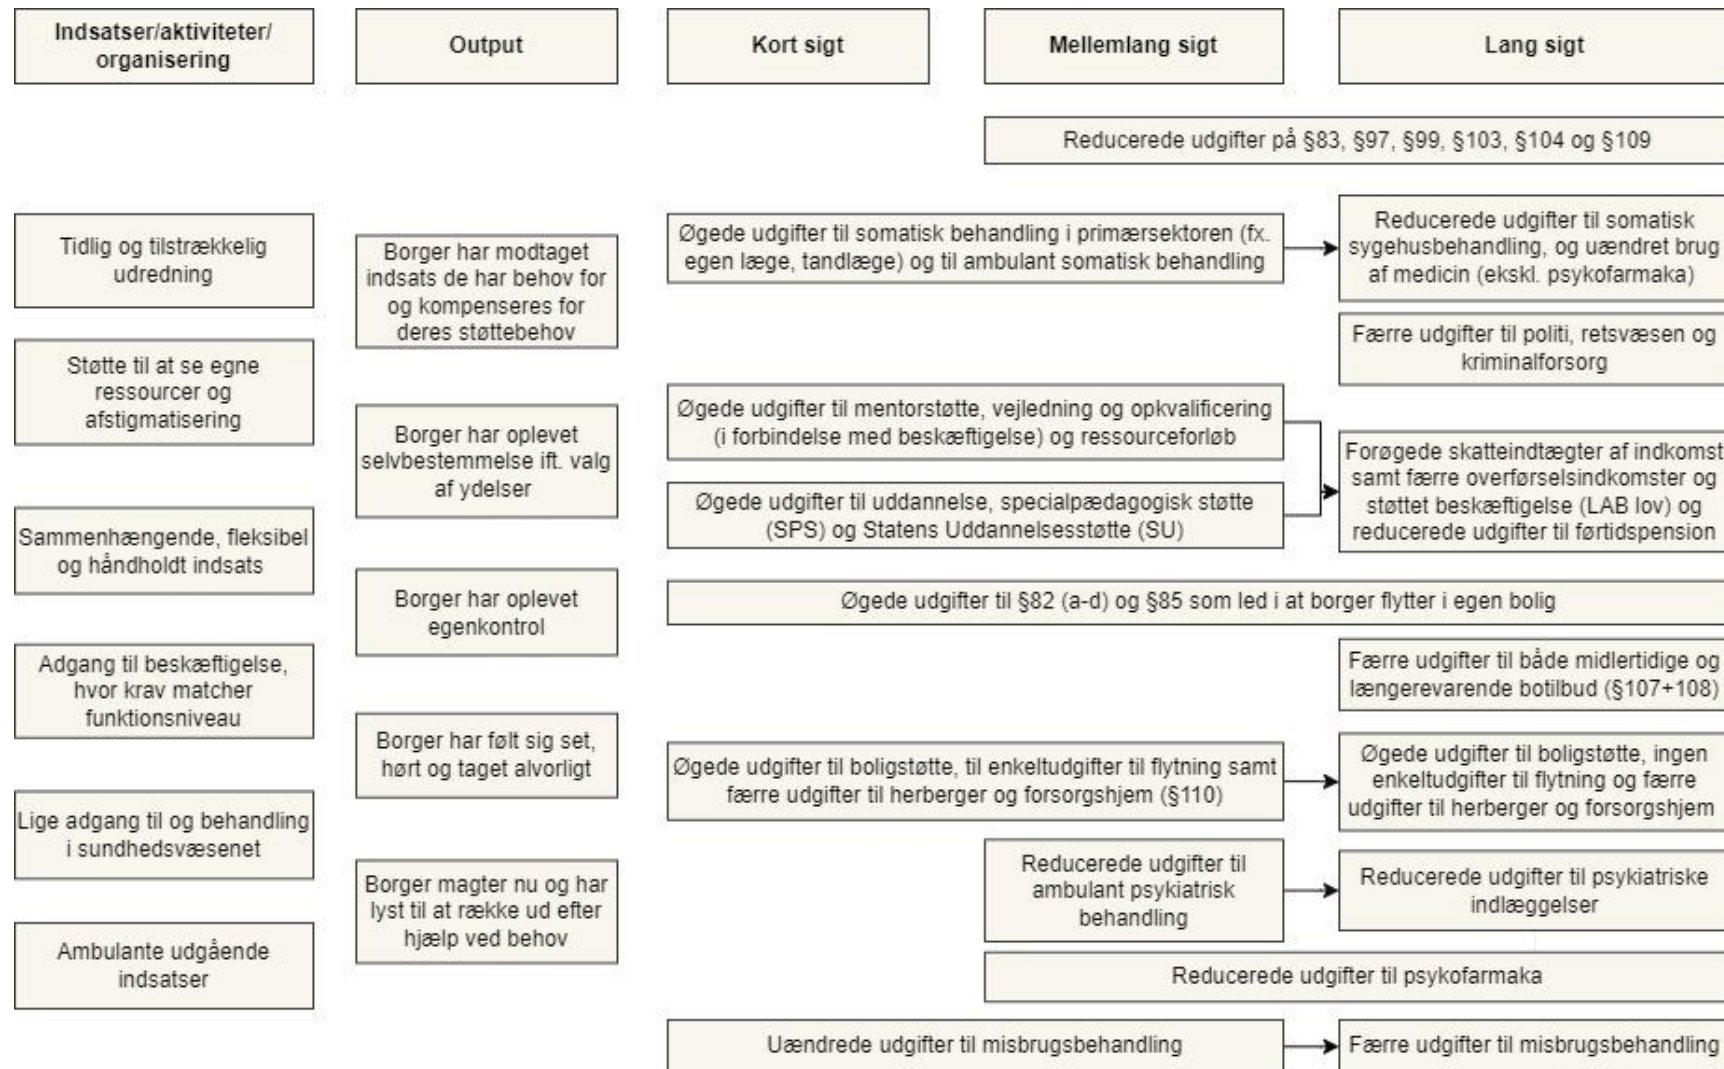 Indsatser/aktiviteter/
organisering
Output
Kort sigt
Mellemlang sigt
Lang sigt
Reducerede udgifter på §83, §97, §99, §103, §104 og §109
Tidlig og tilstrækkelig
udredning
Støtte til at se egne
ressourcer og
afstigmatisering
Sammenhængende, fleksibel
og håndholdt indsats
Adgang til beskæftigelse,
hvor krav matcher
funktionsniveau
Lige adgang til og behandling
i sundhedsvæsenet
Ambulante udgående
indsatser
Borger har modtaget
indsats de har behov for
og kompenseres for
deres støttebehov
Borger har oplevet
selvbestemmelse ift. valg
af ydelser
Borger har oplevet
egenkontrol
Borger har følt sig set,
hørt og taget alvorligt
Borger magter nu og har
lyst til at række ud efter
hjælp ved behov
Øgede udgifter til somatisk behandling i primærsektoren (fx.
egen læge, tandlæge) og til ambulant somatisk behandling
Reducerede udgifter til somatisk
sygehusbehandling, og uændret brug
af medicin (ekskl. psykofarmaka)
Færre udgifter til politi, retsvæsen og
kriminalforsorg
Øgede udgifter til mentorstøtte, vejledning og opkvalificering
(i forbindelse med beskæftigelse) og ressourceforløb
Øgede udgifter til uddannelse, specialpædagogisk støtte
(SPS) og Statens Uddannelsesstøtte (SU)
Forøgede skatteindtægter af indkomst
samt færre overførselsindkomster og
støttet beskæftigelse (LAB lov) og
reducerede udgifter til førtidspension
Øgede udgifter til §82 (a-d) og §85 som led i at borger flytter i egen bolig
Færre udgifter til både midlertidige og
længerevarende botilbud (§107+108)
Øgede udgifter til boligstøtte, til enkeltudgifter til flytning samt
færre udgifter til herberger og forsorgshjem (§110)
Øgede udgifter til boligstøtte, ingen
enkeltudgifter til flytning og færre
udgifter til herberger og forsorgshjem
Reducerede udgifter til
ambulant psykiatrisk
behandling
Reducerede udgifter til psykiatriske
indlæggelser
Reducerede udgifter til psykofarmaka
Uændrede udgifter til misbrugsbehandling
Færre udgifter til misbrugsbehandling